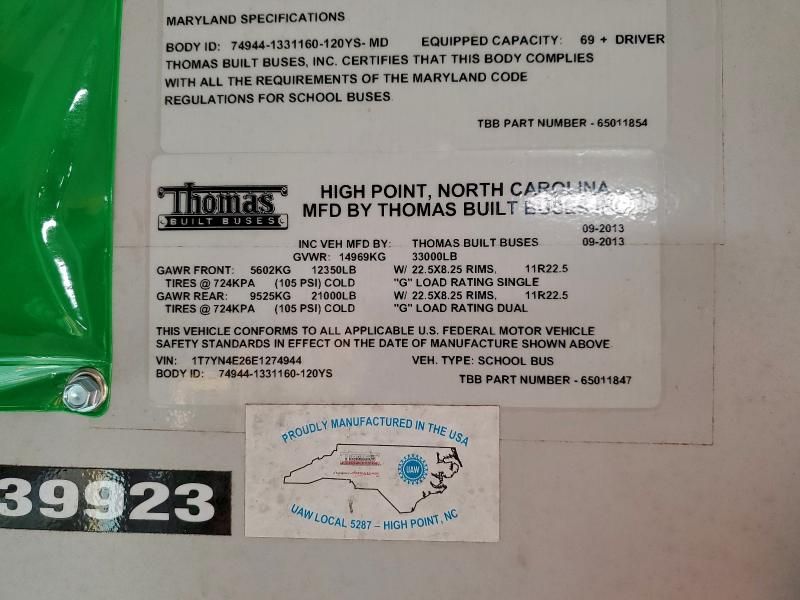 MARYLAND SPECIFICATIONS
BODY ID: 74944-1331160-120YS- MD EQUIPPED CAPACITY: 69 + DRIVER
THOMAS BUILT BUSES, INC. CERTIFIES THAT THIS BODY COMPLIES
WITH ALL THE REQUIREMENTS OF THE MARYLAND CODE
REGULATIONS FOR SCHOOL BUSES.
TBB PART NUMBER - 65011854
Thomas
BUILT BUSES
HIGH POINT, NORTH CAROLINA
MFD BY THOMAS BUILT BUSES
09-2013
INC VEH MFD BY: THOMAS BUILT BUSES 09-2013
GVWR: 14969KG 33000LB
GAWR FRONT: 5602KG 12350LB W/ 22.5X8.25 RIMS, 11R22.5
TIRES @ 724KPA (105 PSI) COLD "G" LOAD RATING SINGLE
GAWR REAR: 9525KG 21000LB W/ 22.5X8.25 RIMS, 11R22.5
TIRES @ 724KPA (105 PSI) COLD "G" LOAD RATING DUAL
THIS VEHICLE CONFORMS TO ALL APPLICABLE U.S. FEDERAL MOTOR VEHICLE
SAFETY STANDARDS IN EFFECT ON THE DATE OF MANUFACTURE SHOWN ABOVE.
VIN: 1T7YN4E26E1274944 VEH. TYPE: SCHOOL BUS
BODY ID: 74944-1331160-120YS TBB PART NUMBER - 65011847
PROUDLY MANUFACTURED IN THE USA
UAW
UAW LOCAL 5287 – HIGH POINT, NC
39923